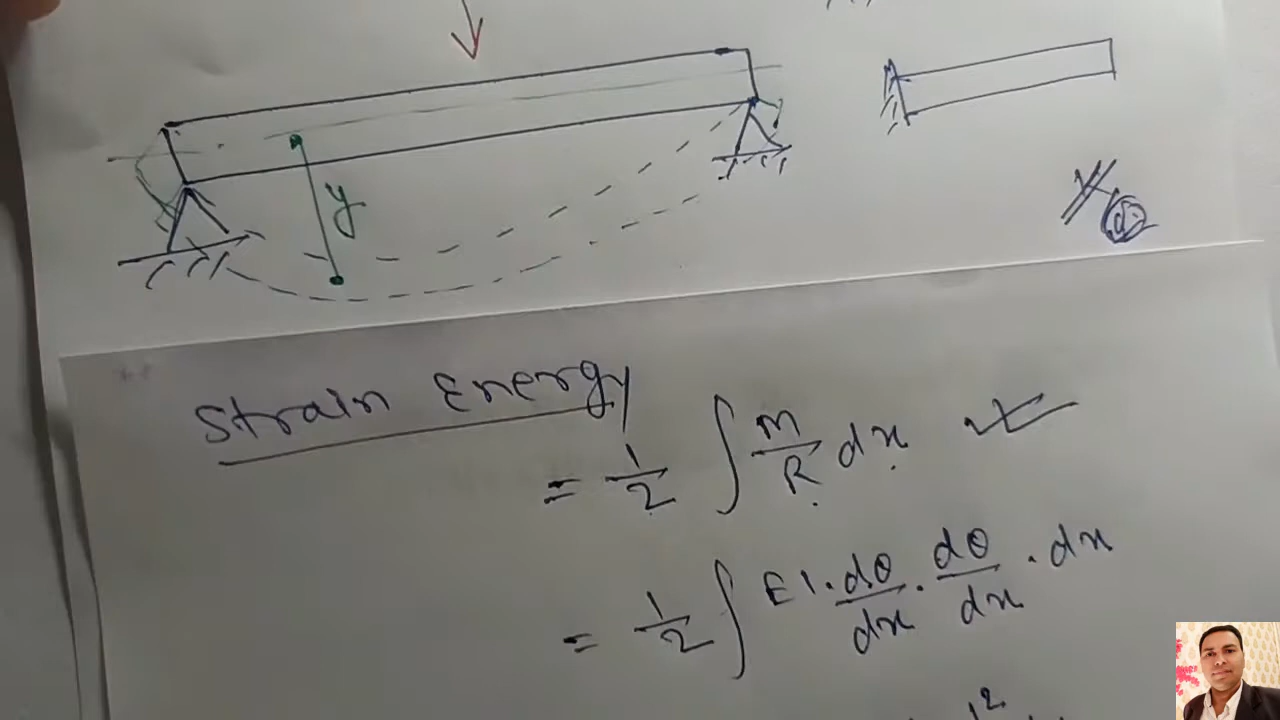 y
Strain Energy
= 1/2 ∫ M/R dx
= 1/2 ∫ EI . dθ/dx . dθ/dx . dx